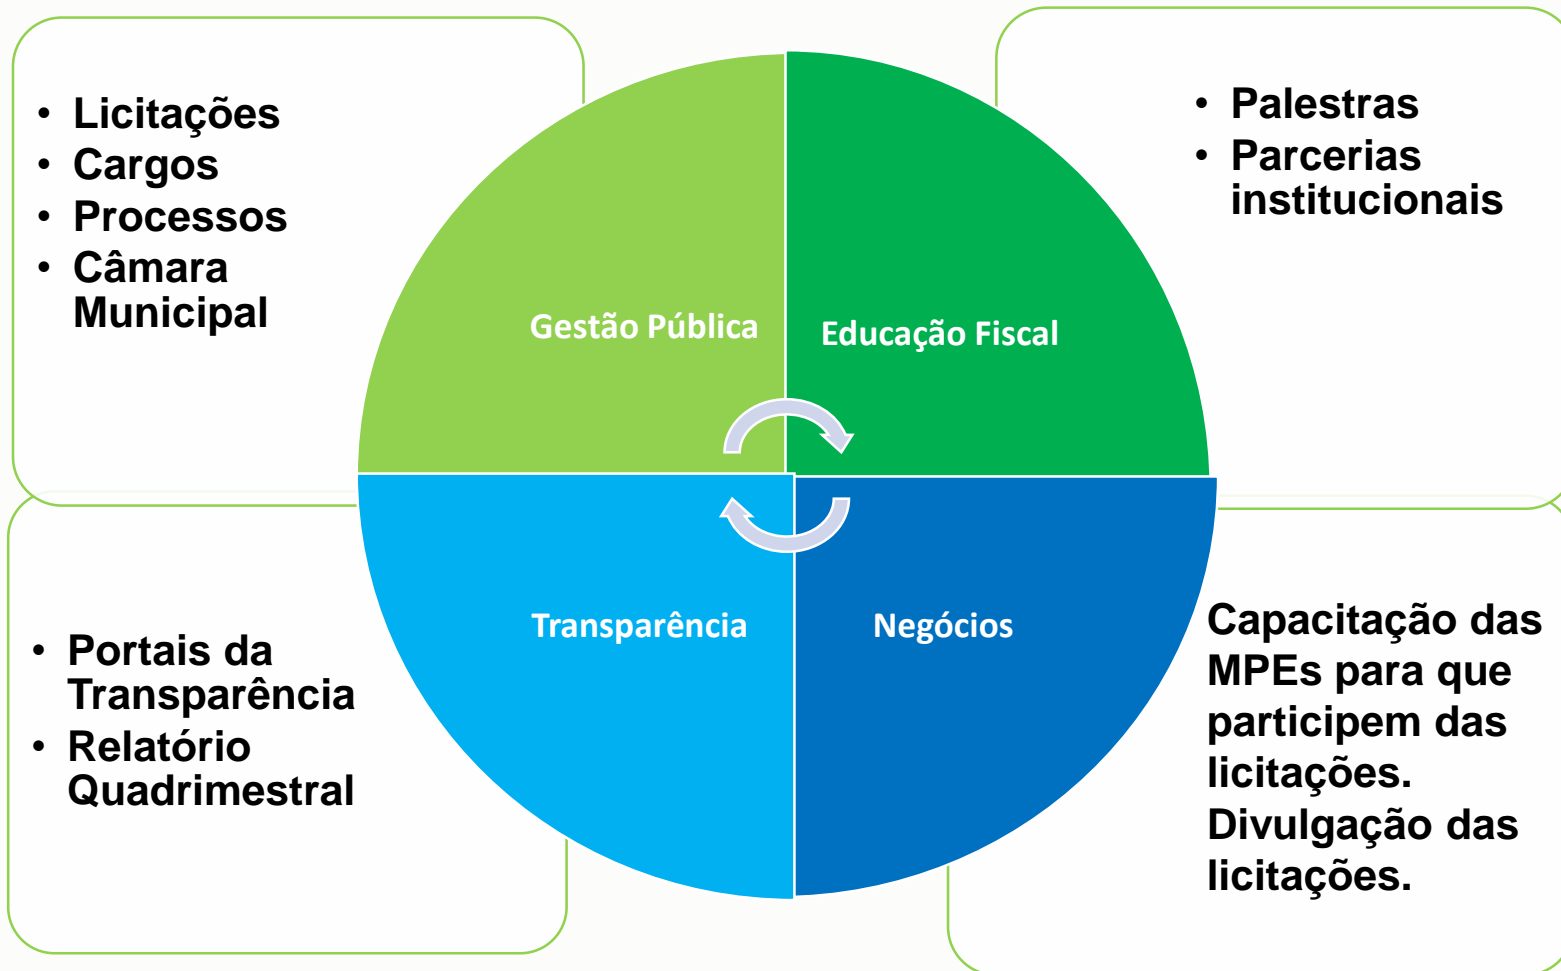 • Licitações
• Cargos
• Processos
• Câmara
Municipal
• Palestras
• Parcerias
institucionais
Gestão Pública
Educação Fiscal
Transparência
Negócios
• Portais da
Transparência
• Relatório
Quadrimestral
Capacitação das
MPEs para que
participem das
licitações.
Divulgação das
licitações.